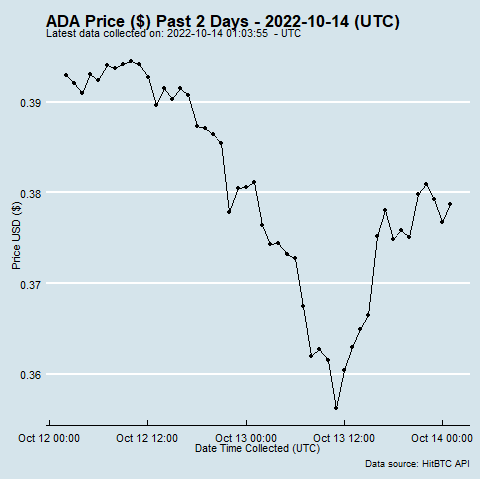 ADA Price ($) Past 2 Days - 2022-10-14 (UTC)
Latest data collected on: 2022-10-14 01:03:55  - UTC
0.39
0.38
Price USD ($)
0.37
0.36
Oct 12 00:00 Oct 12 12:00 Oct 13 00:00 Oct 13 12:00 Oct 14 00:00
Date Time Collected (UTC)
Data source: HitBTC API